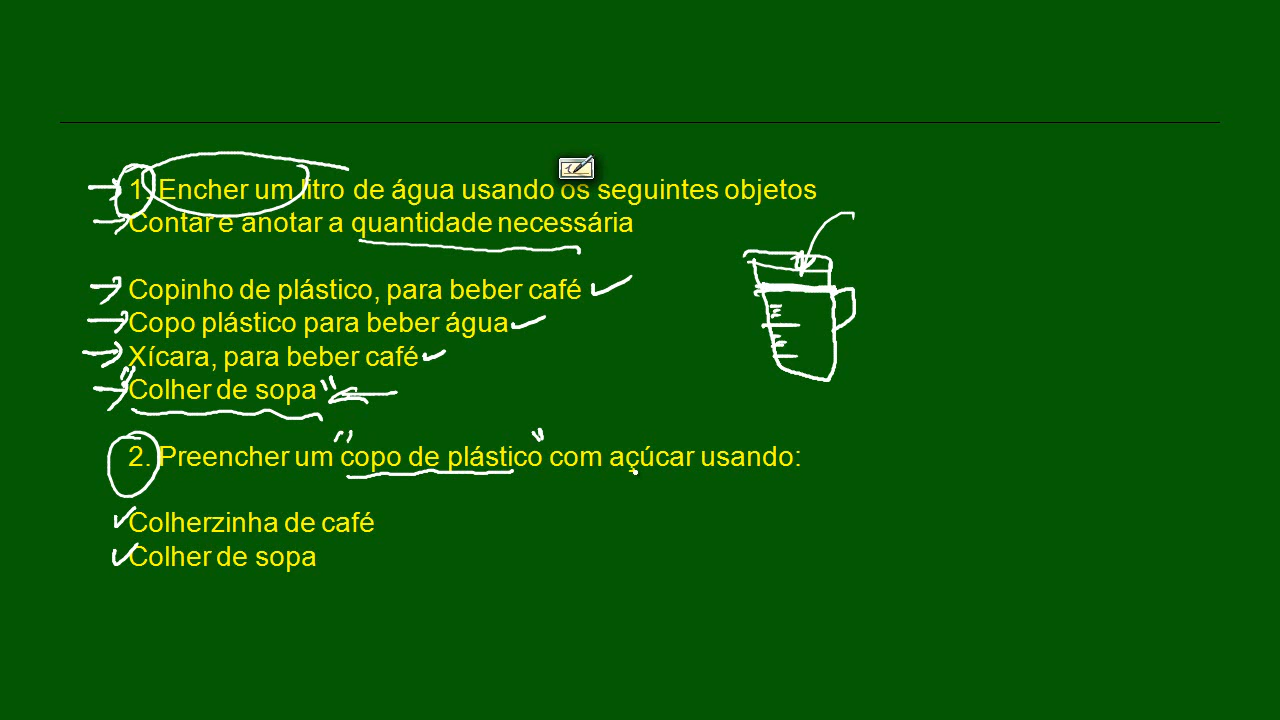 1. Encher um litro de água usando os seguintes objetos
Contar e anotar a quantidade necessária
Copinho de plástico, para beber café
Copo plástico para beber água
Xícara, para beber café
"Colher de sopa"
2. Preencher um "copo de plástico" com açúcar usando:
Colherzinha de café
Colher de sopa